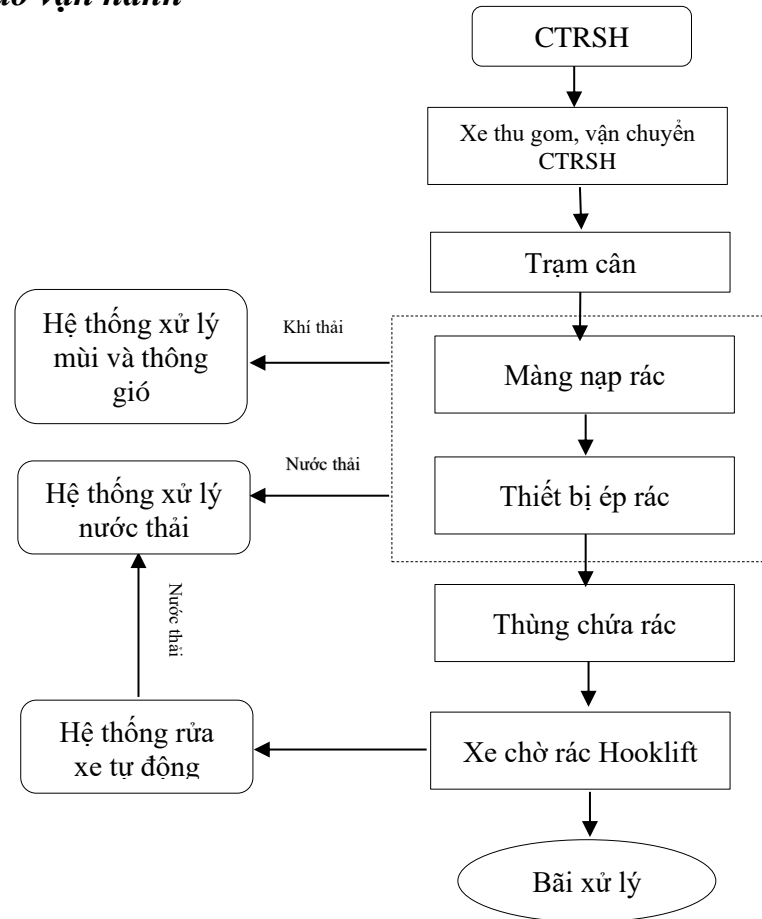 vận hành
CTRSH
Xe thu gom, vận chuyển
CTRSH
Trạm cân
Hệ thống xử lý
mùi và thông
gió
Khí thải
Màng nạp rác
Nước thải
Hệ thống xử lý
nước thải
Thiết bị ép rác
Nước thải
Thùng chứa rác
Hệ thống rửa
xe tự động
Xe chờ rác Hooklift
Bãi xử lý